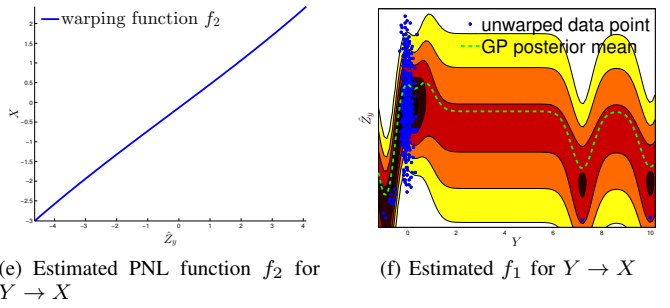 warping function f₂
2
1.5
1
0.5
0
-0.5
-1
-1.5
-2
-2.5
-3
X
-4 -3 -2 -1 0 1 2 3 4
Ẑ_y
(e) Estimated PNL function f₂ for
Y → X
unwarped data point
GP posterior mean
Ẑ_y
0 2 4 6 8 10
Y
(f) Estimated f₁ for Y → X